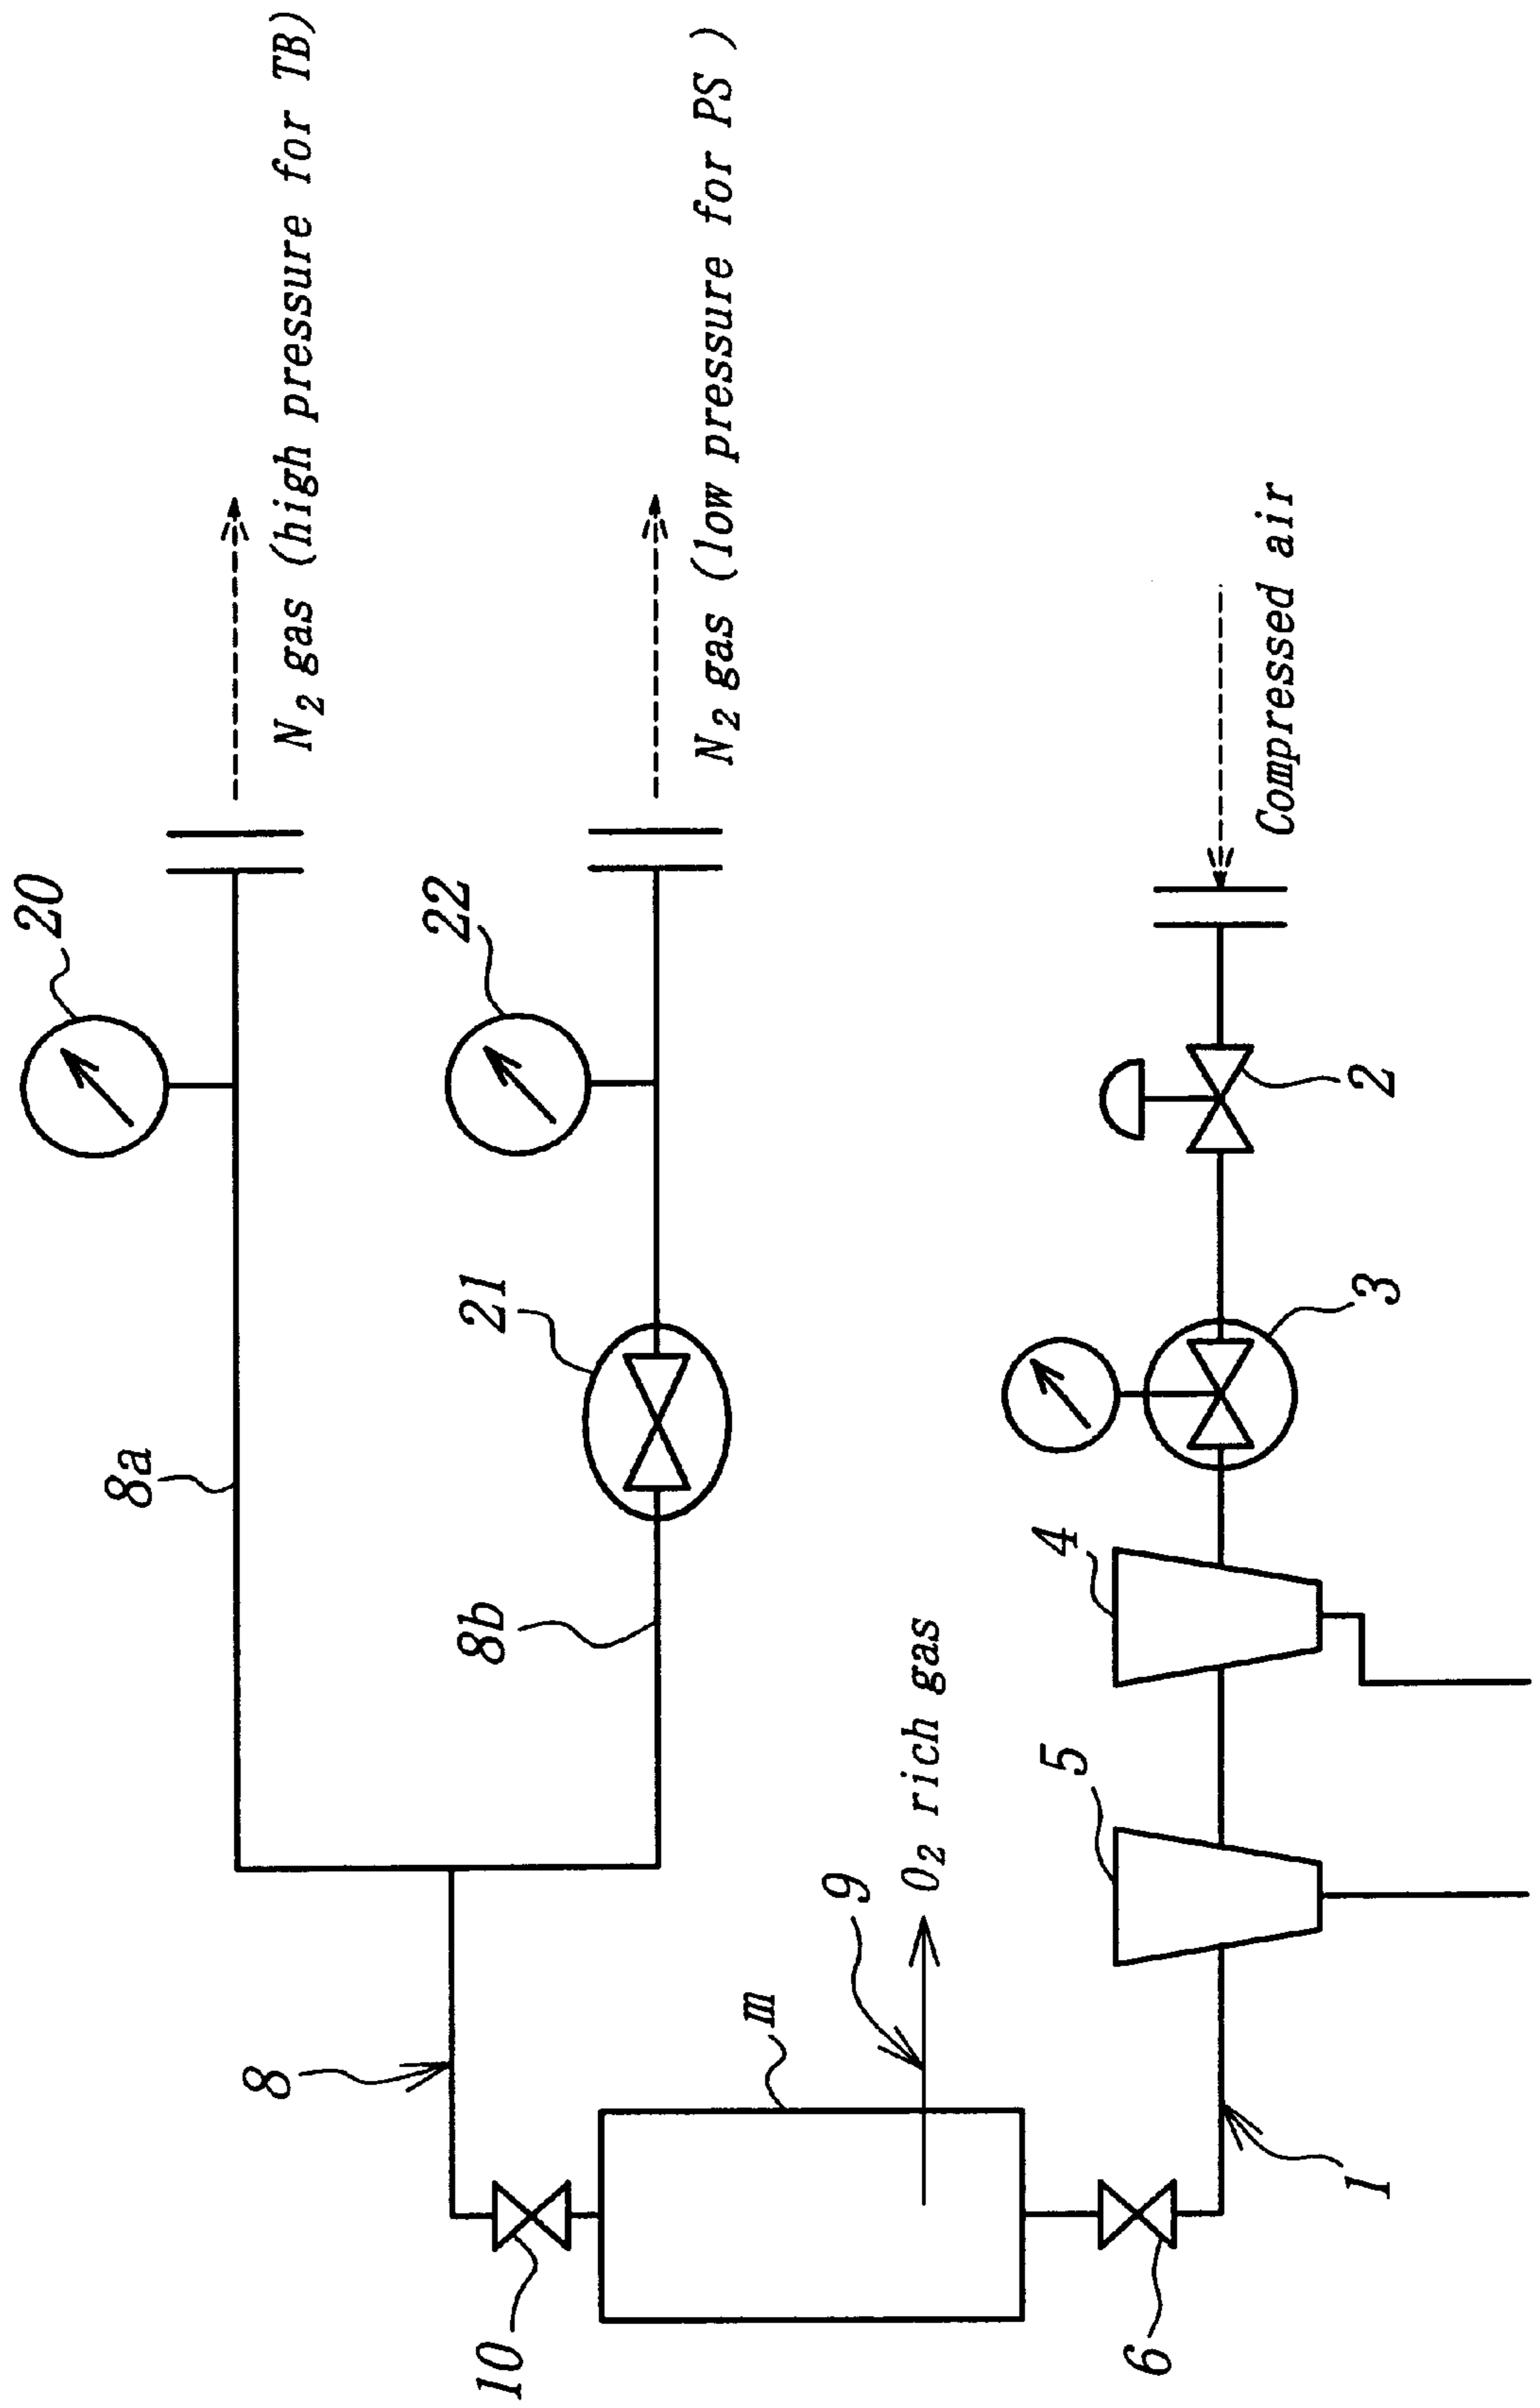 20
N2 gas (high pressure for TB)
8a
22
N2 gas (low pressure for PS )
21
8b
8
10
m
9
O2 rich gas
Compressed air
2
3
4
5
1
6